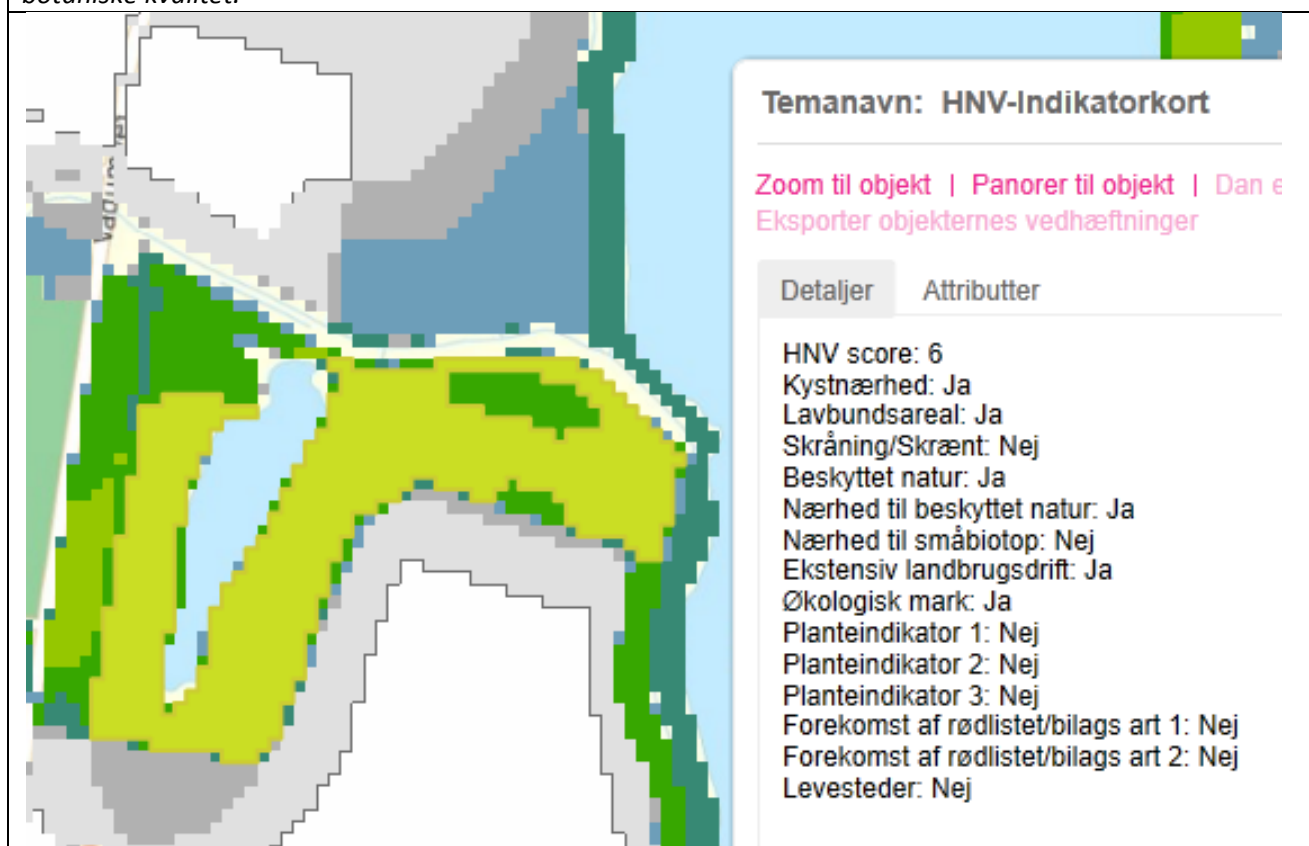 botaniske kvalitet.
Temanavn: HNV-Indikatorkort
Zoom til objekt | Panorer til objekt | Dan e
Eksporter objekternes vedhæftninger
Detaljer Attributter
HNV score: 6
Kystnærhed: Ja
Lavbundsareal: Ja
Skråning/Skrænt: Nej
Beskyttet natur: Ja
Nærhed til beskyttet natur: Ja
Nærhed til småbiotop: Nej
Ekstensiv landbrugsdrift: Ja
Økologisk mark: Ja
Planteindikator 1: Nej
Planteindikator 2: Nej
Planteindikator 3: Nej
Forekomst af rødlistet/bilags art 1: Nej
Forekomst af rødlistet/bilags art 2: Nej
Levesteder: Nej